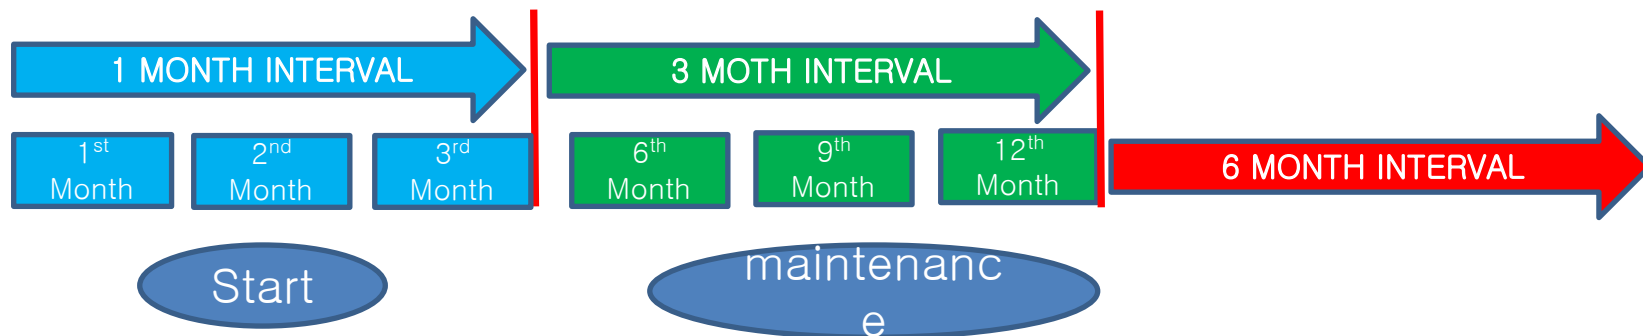 1 MONTH INTERVAL
3 MOTH INTERVAL
1st
Month
2nd
Month
3rd
Month
6th
Month
9th
Month
12th
Month
6 MONTH INTERVAL
Start
maintenanc
e